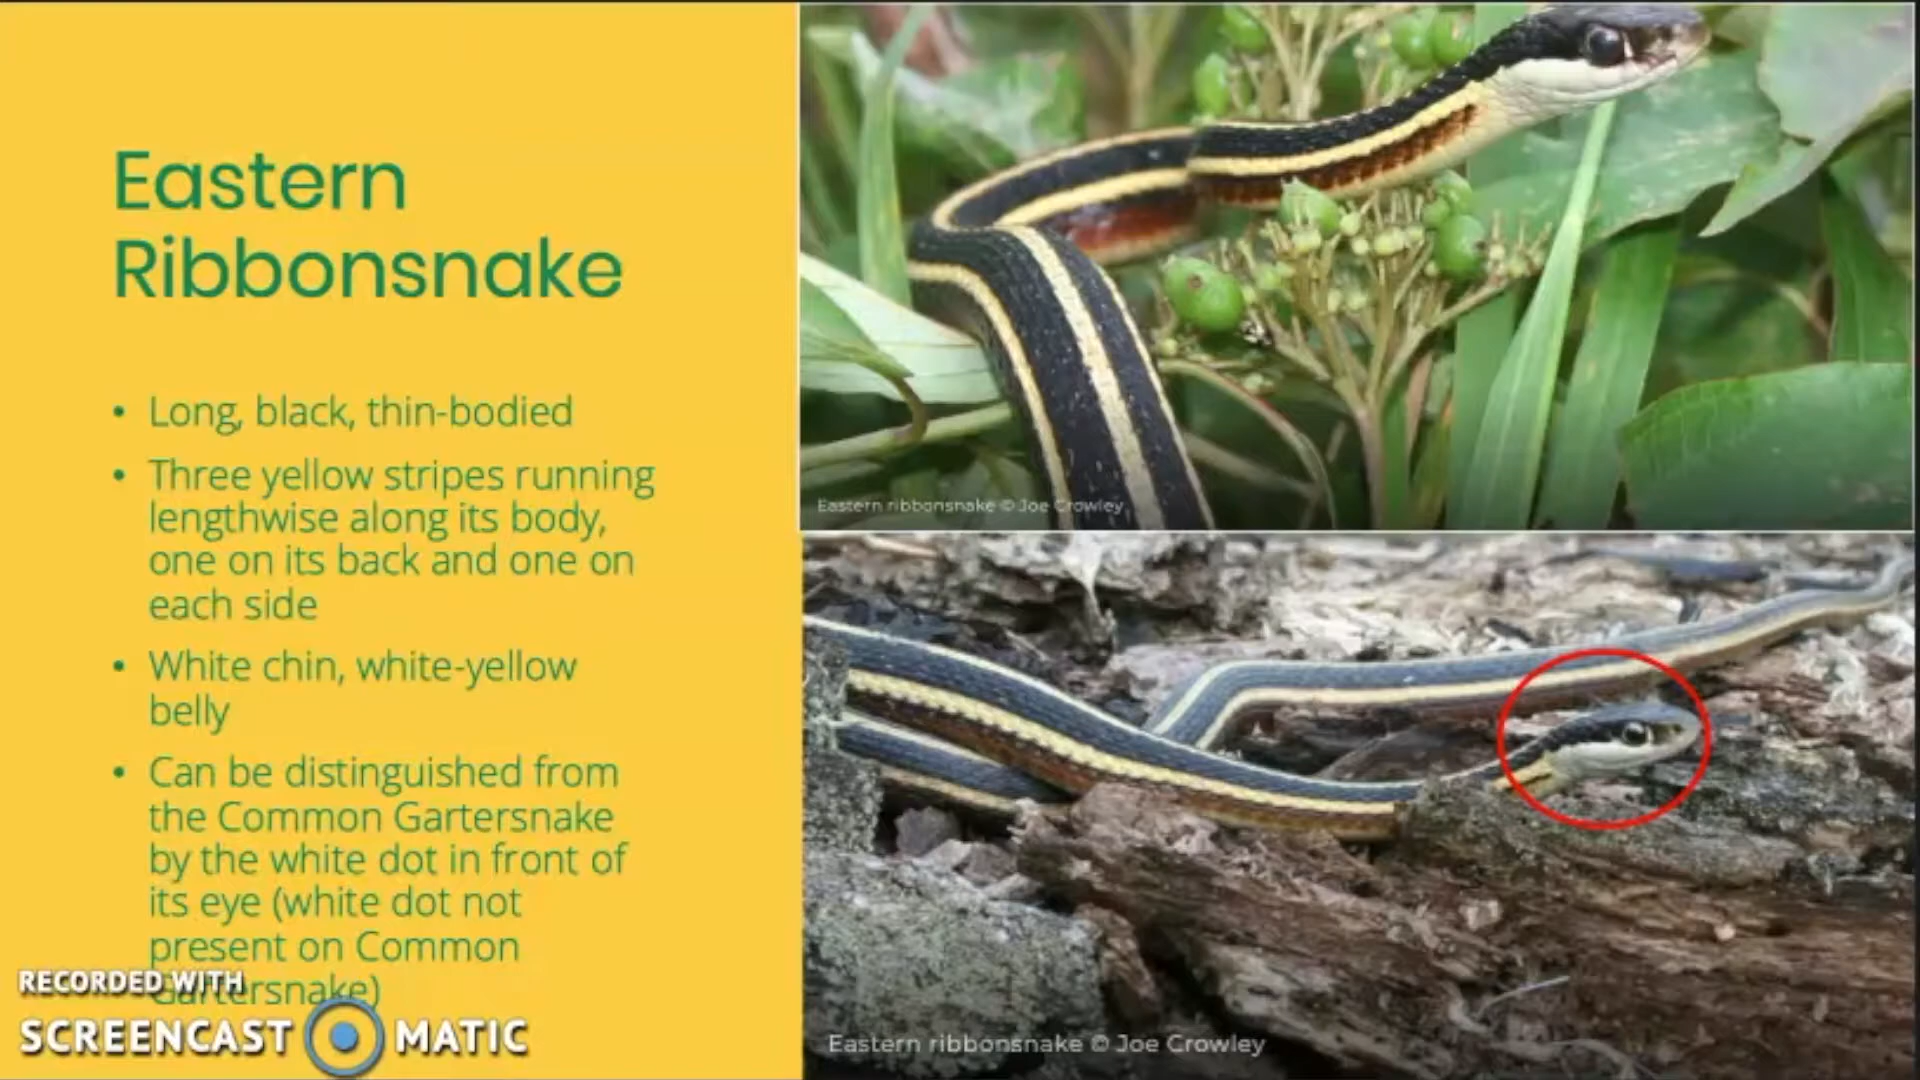 Eastern
Ribbonsnake
• Long, black, thin-bodied
• Three yellow stripes running
lengthwise along its body,
one on its back and one on
each side
• White chin, white-yellow
belly
• Can be distinguished from
the Common Gartersnake
by the white dot in front of
its eye (white dot not
present on Common
Gartersnake)
RECORDED WITH
SCREENCAST MATIC
Eastern ribbonsnake © Joe Crowley
Eastern ribbonsnake © Joe Crowley